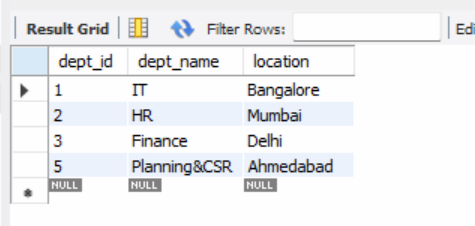 Result Grid Filter Rows: Edi
dept_id dept_name location
1 IT Bangalore
2 HR Mumbai
3 Finance Delhi
5 Planning&CSR Ahmedabad
NULL NULL NULL